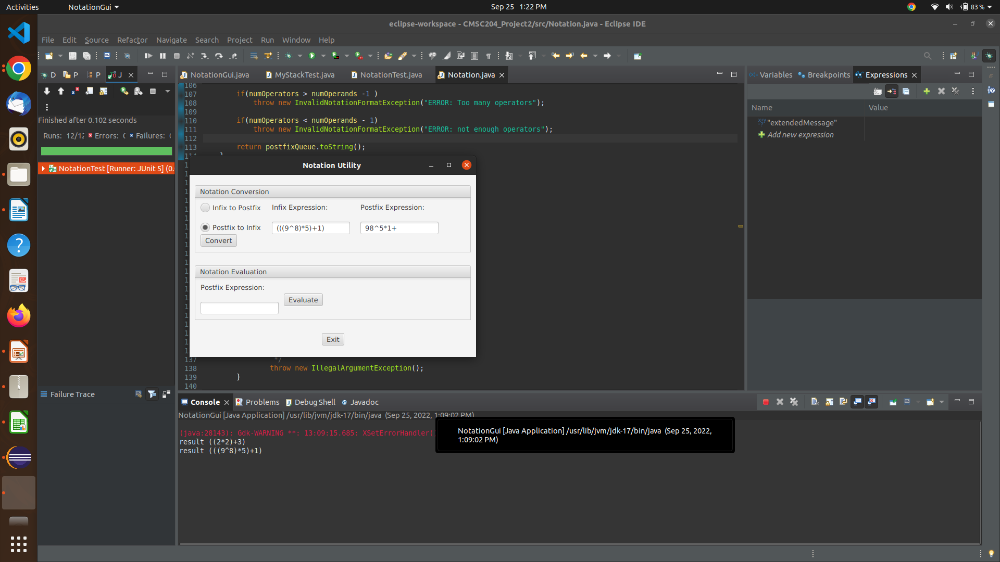 Activities
NotationGui
Sep 25 1:22 PM
83 %
eclipse-workspace - CMSC204_Project2/src/Notation.java - Eclipse IDE
File Edit Source Refactor Navigate Search Project Run Window Help
D P P J
NotationGui.java MyStackTest.java NotationTest.java Notation.java
Variables Breakpoints Expressions
Finished after 0.102 seconds
Runs: 12/12 Errors: Failures:
NotationTest [Runner: JUnit 5] (0.
Failure Trace
106
107 if(numOperators > numOperands -1 )
108 throw new InvalidNotationFormatException("ERROR: Too many operators");
109
110 if(numOperators < numOperands - 1)
111 throw new InvalidNotationFormatException("ERROR: not enough operators");
112
113 return postfixQueue.toString();
Notation Utility
Notation Conversion
Infix to Postfix Infix Expression: Postfix Expression:
Postfix to Infix (((9^8)*5)+1) 98^5*1+
Convert
Notation Evaluation
Postfix Expression:
Evaluate
Exit
137 */
138 throw new IllegalArgumentException();
139 }
140
Name Value
"extendedMessage"
Add new expression
Console Problems Debug Shell Javadoc
NotationGui [Java Application] /usr/lib/jvm/jdk-17/bin/java (Sep 25, 2022, 1:09:02 PM)
(java:28143): Gdk-WARNING **: 13:09:15.685: XSetErrorHandler(
result ((2*2)+3)
result (((9^8)*5)+1)
NotationGui [Java Application] /usr/lib/jvm/jdk-17/bin/java (Sep 25, 2022,
1:09:02 PM)